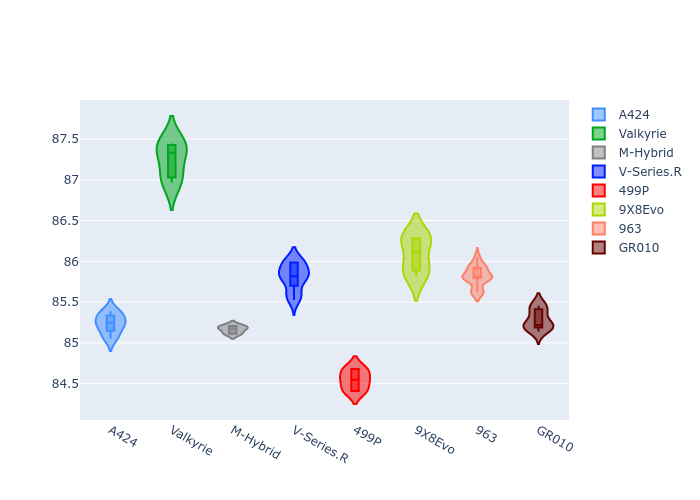 87.5
87
86.5
86
85.5
85
84.5
A424
Valkyrie
M-Hybrid
V-Series.R
499P
9X8Evo
963
GR010
A424
Valkyrie
M-Hybrid
V-Series.R
499P
9X8Evo
963
GR010